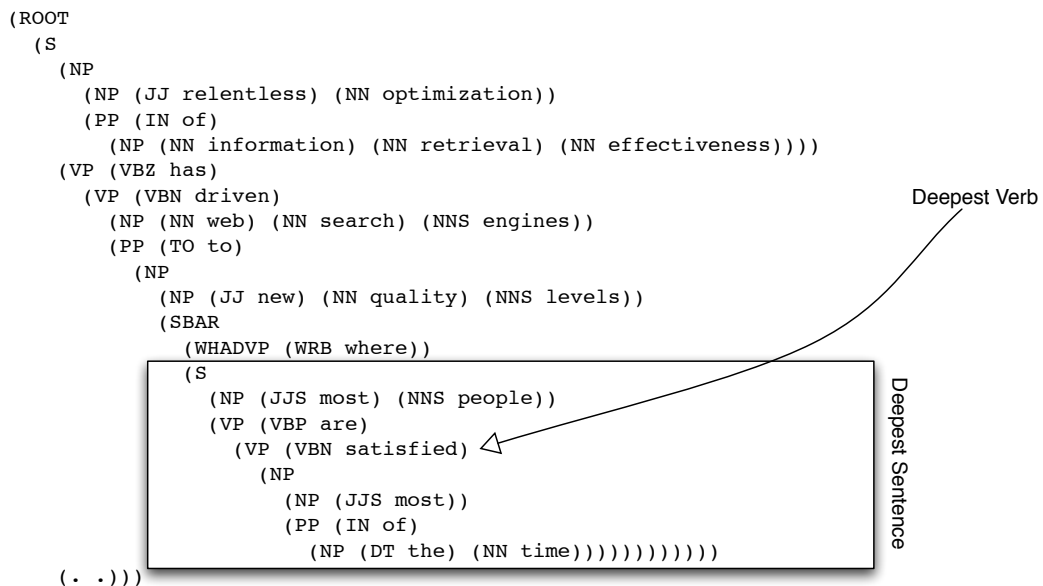 (ROOT
(S
(NP
(NP (JJ relentless) (NN optimization))
(PP (IN of)
(NP (NN information) (NN retrieval) (NN effectiveness))))
(VP (VBZ has)
(VP (VBN driven)
(NP (NN web) (NN search) (NNS engines))
(PP (TO to)
(NP
(NP (JJ new) (NN quality) (NNS levels))
(SBAR
(WHADVP (WRB where))
(S
(NP (JJS most) (NNS people))
(VP (VBP are)
(VP (VBN satisfied)
(NP
(NP (JJS most))
(PP (IN of)
(NP (DT the) (NN time))))))))))))
(. .)))
Deepest Verb
Deepest Sentence